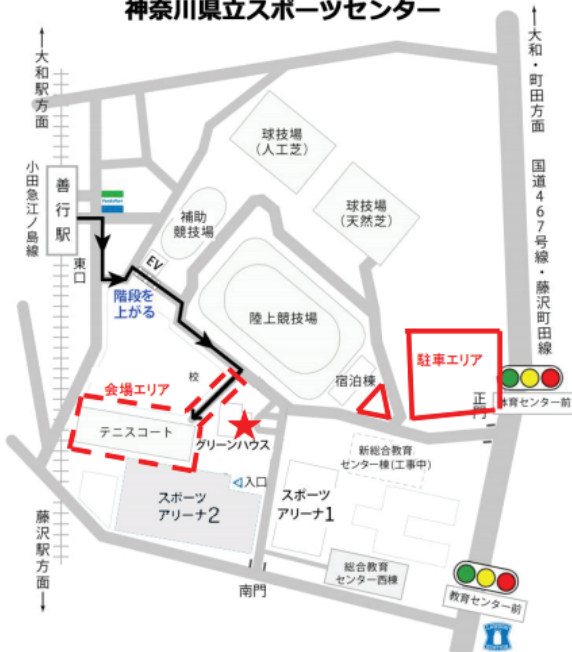 神奈川県立スポーツセンター
大和駅方面
小田急江ノ島線
善行駅
東口
FamilyMart
EV
階段を
上がる
補助
競技場
球技場
(人工芝)
球技場
(天然芝)
陸上競技場
大和・町田方面
国道467号線・藤沢町田線
駐車エリア
宿泊棟
正門
体育センター前
校
会場エリア
テニスコート
グリーンハウス
新総合教育
センター棟(工事中)
入口
スポーツ
アリーナ2
スポーツ
アリーナ1
総合教育
センター西棟
南門
教育センター前
藤沢駅方面